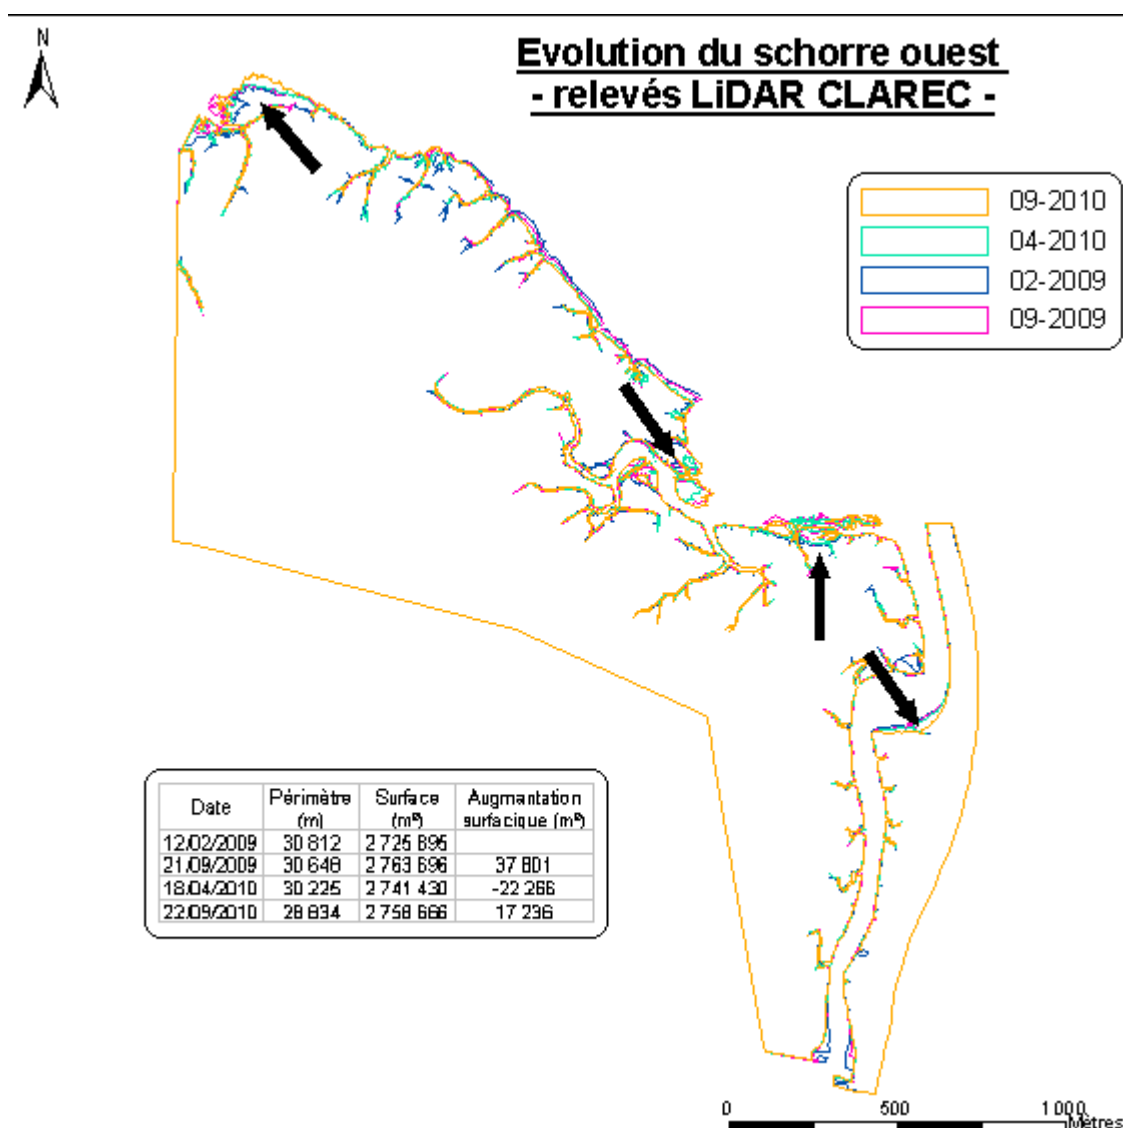 N
Evolution du schorre ouest
- relevés LiDAR CLAREC -
09-2010
04-2010
02-2009
09-2009
Date Périmètre (m) Surface (m²) Augmantation surfacique (m²)
12/02/2009 30 812 2 725 895
21/09/2009 30 648 2 763 696 37 801
18/04/2010 30 225 2 741 430 -22 266
22/09/2010 28 834 2 758 666 17 236
0 500 1 000
Mètres